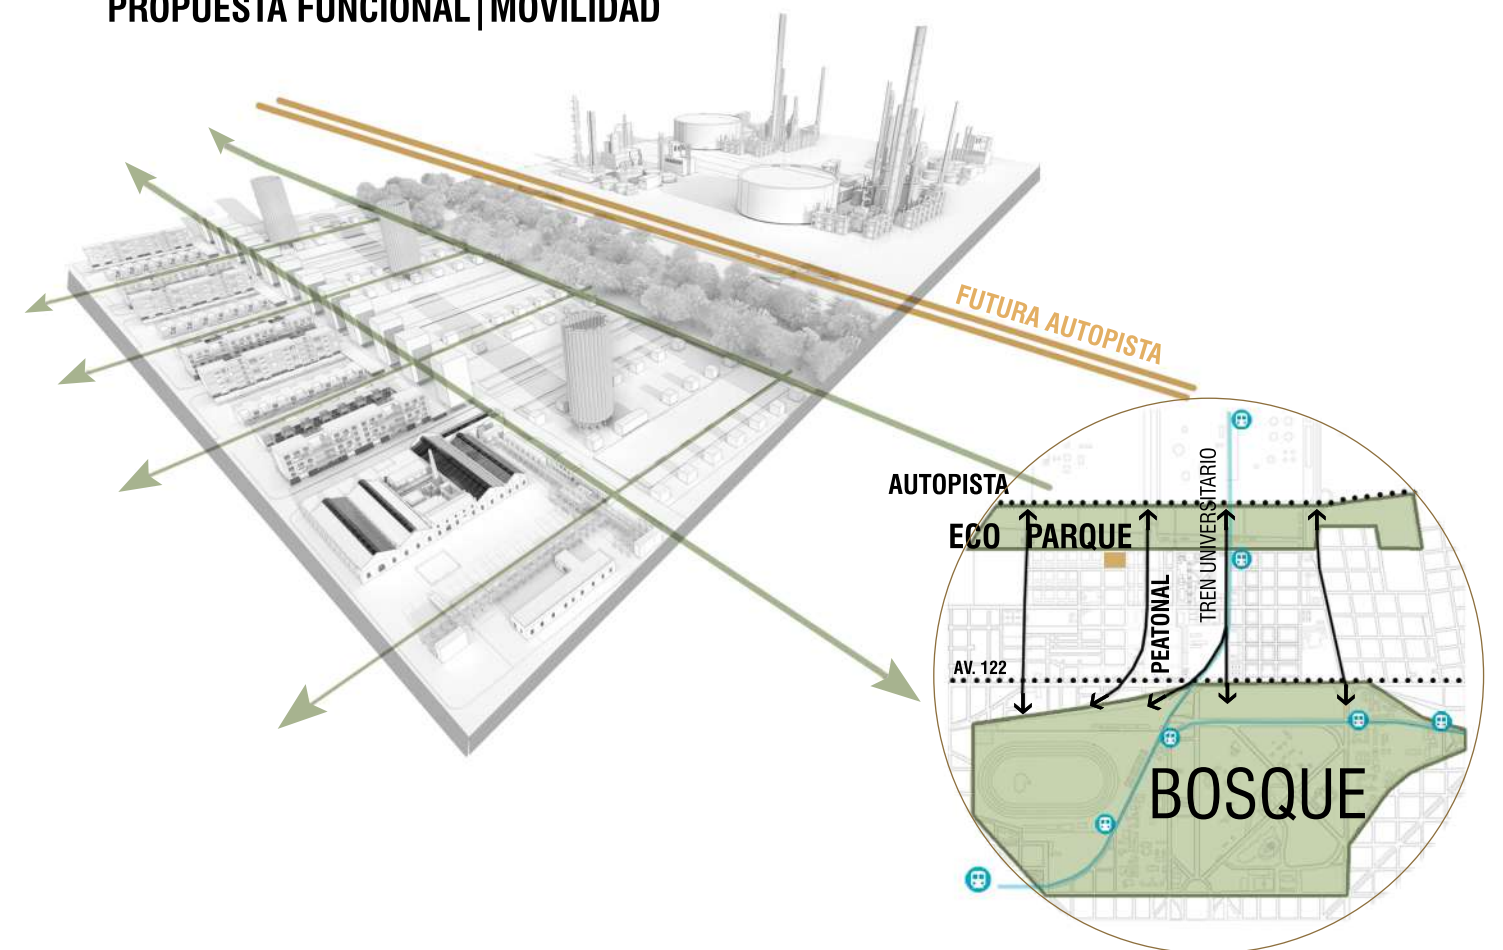 PROPUESTA FUNCIONAL|MOVILIDAD
FUTURA AUTOPISTA
AUTOPISTA
ECO PARQUE
TREN UNIVERSITARIO
PEATONAL
AV. 122
BOSQUE